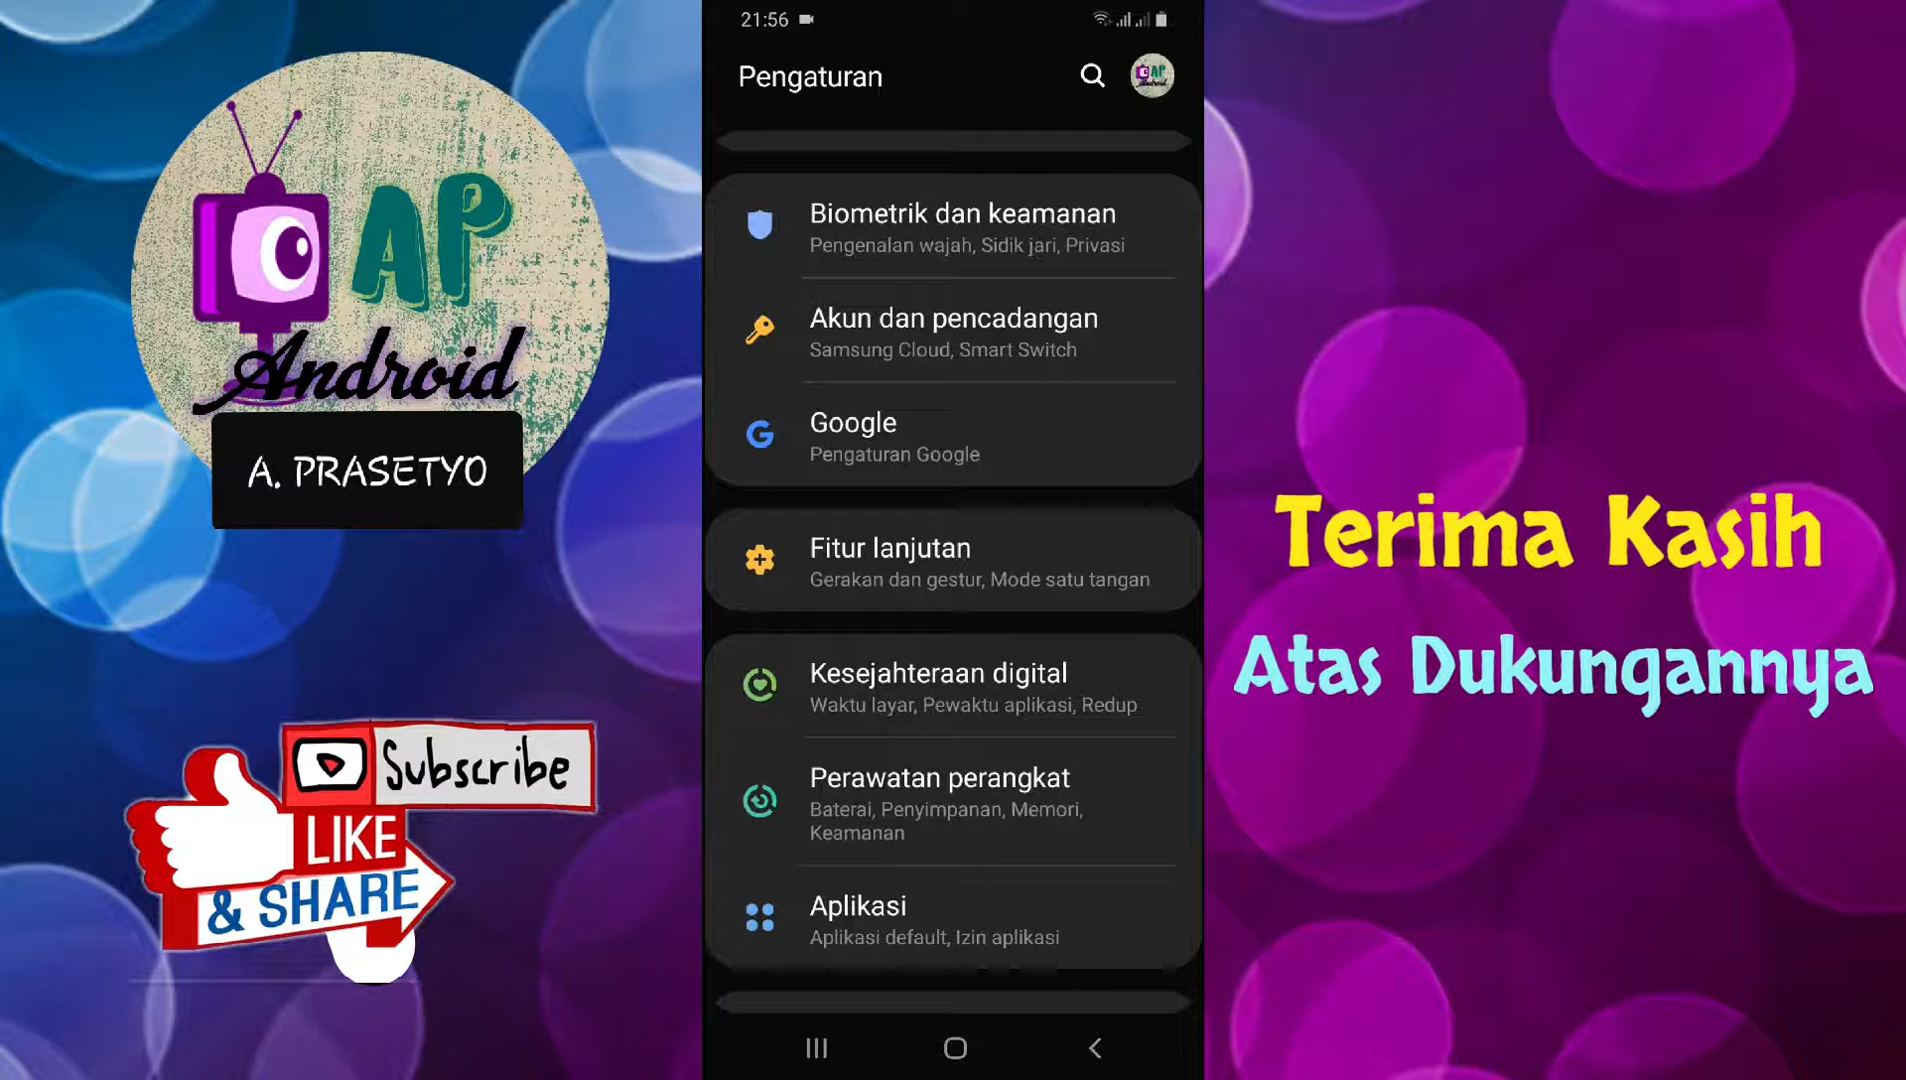 AP
Android
A. PRASETYO
Subscribe
LIKE
& SHARE
21:56
Pengaturan
AP
Android
Biometrik dan keamanan
Pengenalan wajah, Sidik jari, Privasi
Akun dan pencadangan
Samsung Cloud, Smart Switch
Google
Pengaturan Google
Fitur lanjutan
Gerakan dan gestur, Mode satu tangan
Kesejahteraan digital
Waktu layar, Pewaktu aplikasi, Redup
Perawatan perangkat
Baterai, Penyimpanan, Memori,
Keamanan
Aplikasi
Aplikasi default, Izin aplikasi
Terima Kasih
Atas Dukungannya